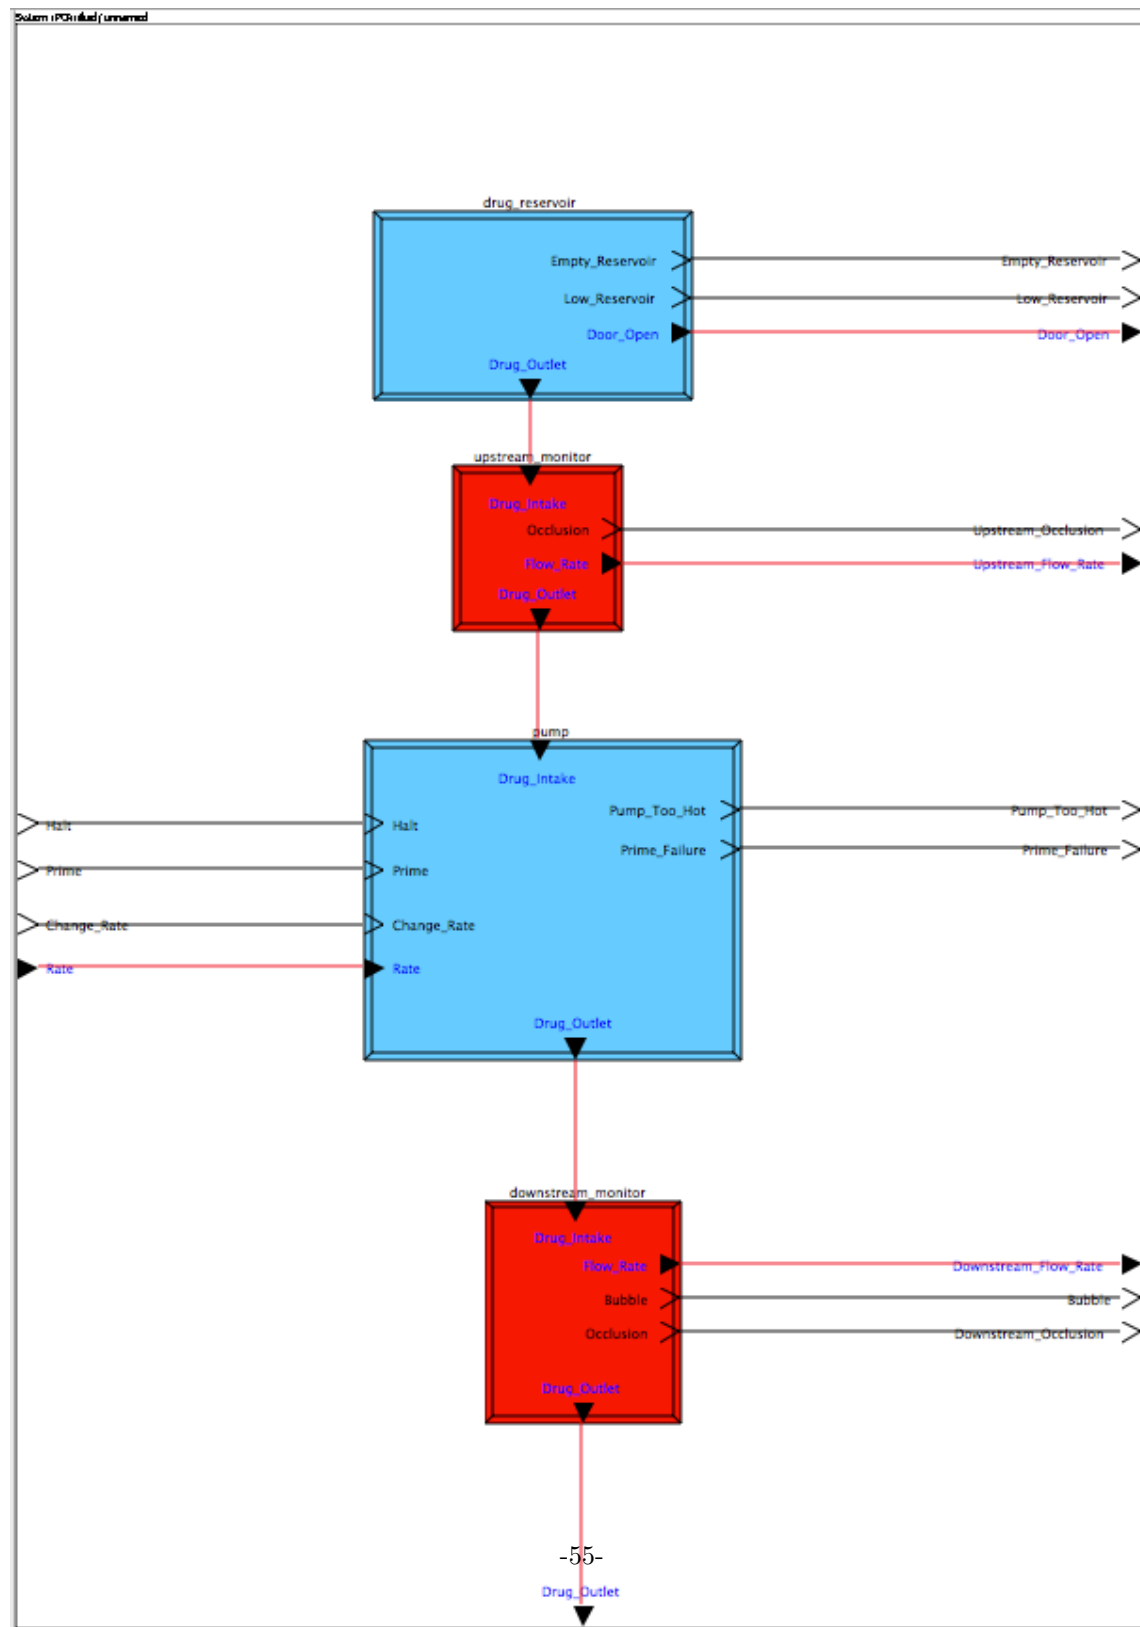 drug_reservoir
Empty_Reservoir Empty_Reservoir
Low_Reservoir Low_Reservoir
Door_Open Door_Open
Drug_Outlet
upstream_monitor
Drug_Intake
Occlusion Upstream_Occlusion
Flow_Rate Upstream_Flow_Rate
Drug_Outlet
pump
Drug_Intake
Pump_Too_Hot Pump_Too_Hot
Halt Halt
Prime_Failure Prime_Failure
Prime Prime
Change_Rate Change_Rate
Rate Rate
Drug_Outlet
downstream_monitor
Drug_Intake
Flow_Rate Downstream_Flow_Rate
Bubble Bubble
Occlusion Downstream_Occlusion
Drug_Outlet
-55-
Drug_Outlet